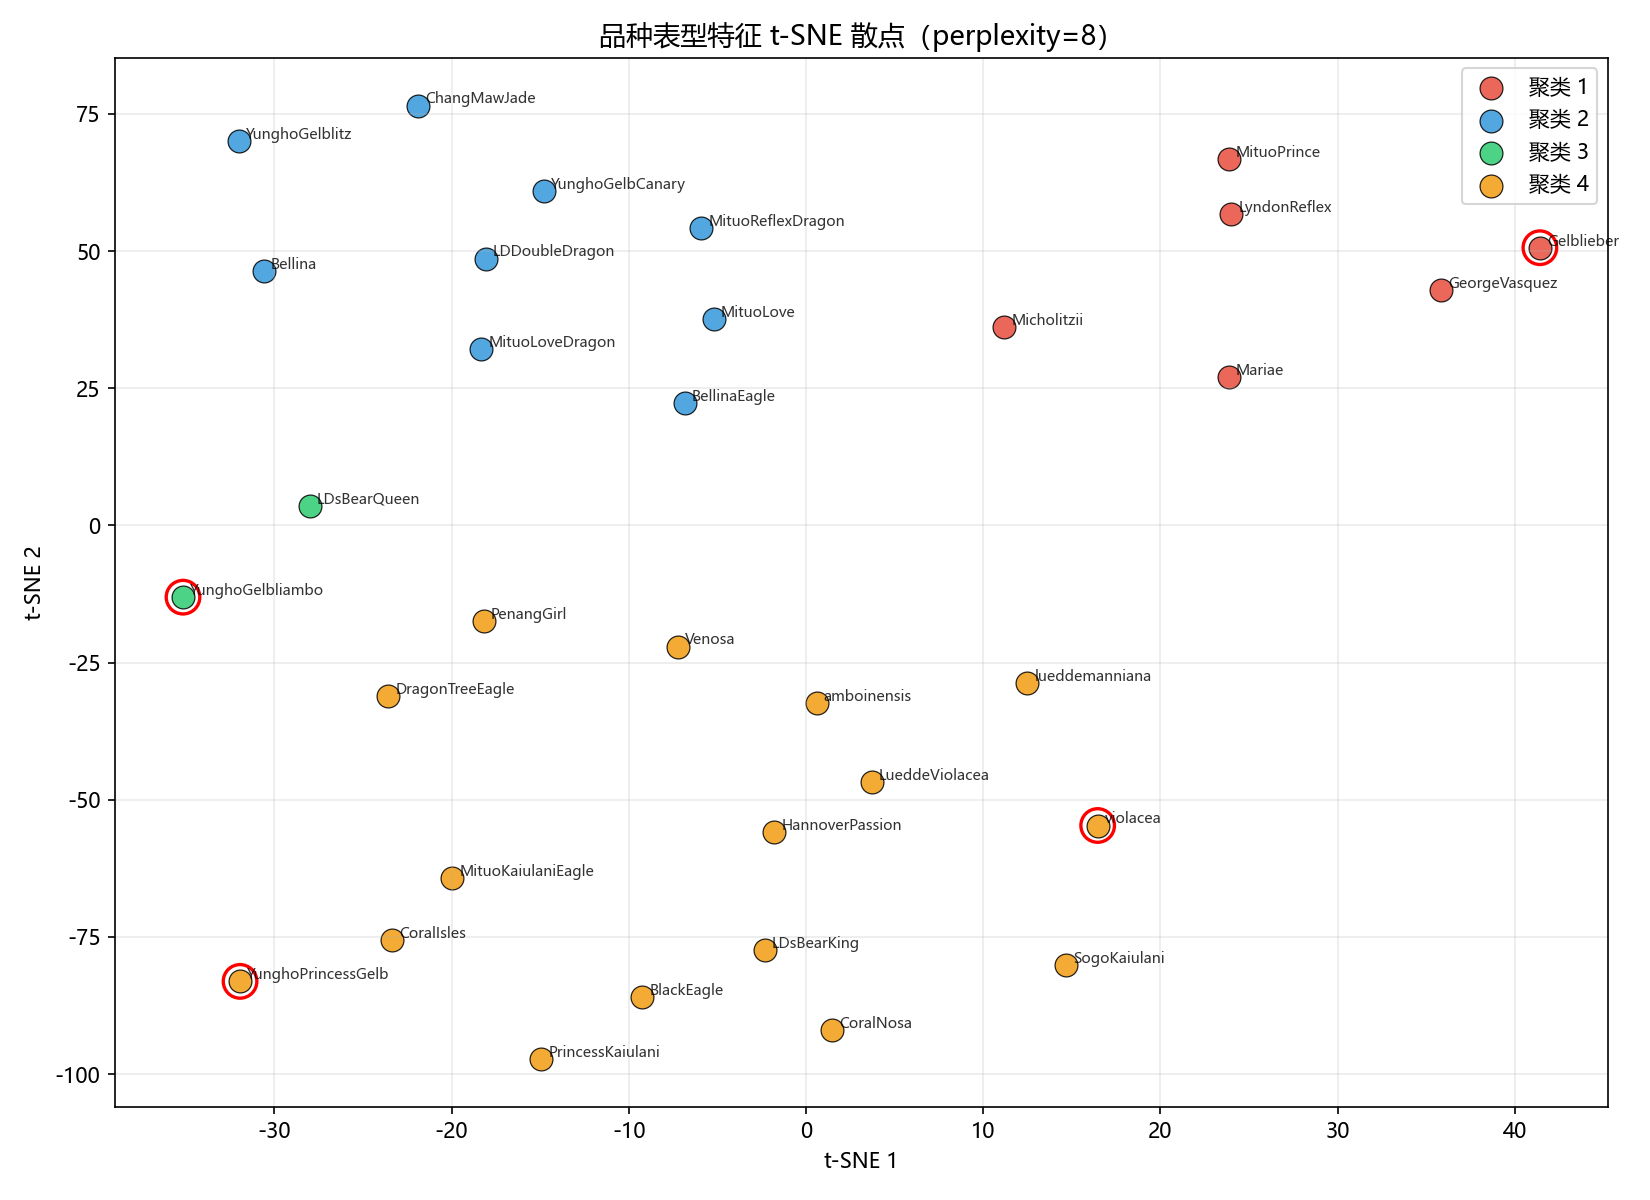 品种表型特征 t-SNE 散点（perplexity=8）
聚类 1
聚类 2
聚类 3
聚类 4
ChangMawJade
YunghoGelblitz
MituoPrince
YunghoGelbCanary
LyndonReflex
MituoReflexDragon
Gelblieber
LDDoubleDragon
Bellina
GeorgeVasquez
MituoLove
Micholitzii
MituoLoveDragon
Mariae
BellinaEagle
LDsBearQueen
YunghoGelbliambo
PenangGirl
Venosa
lueddemanniana
DragonTreeEagle
amboinensis
LueddeViolacea
violacea
HannoverPassion
MituoKaiulaniEagle
CoralIsles
LDsBearKing
SogoKaiulani
YunghoPrincessGelb
BlackEagle
CoralNosa
PrincessKaiulani
75
50
25
0
-25
-50
-75
-100
t-SNE 2
-30
-20
-10
0
10
20
30
40
t-SNE 1